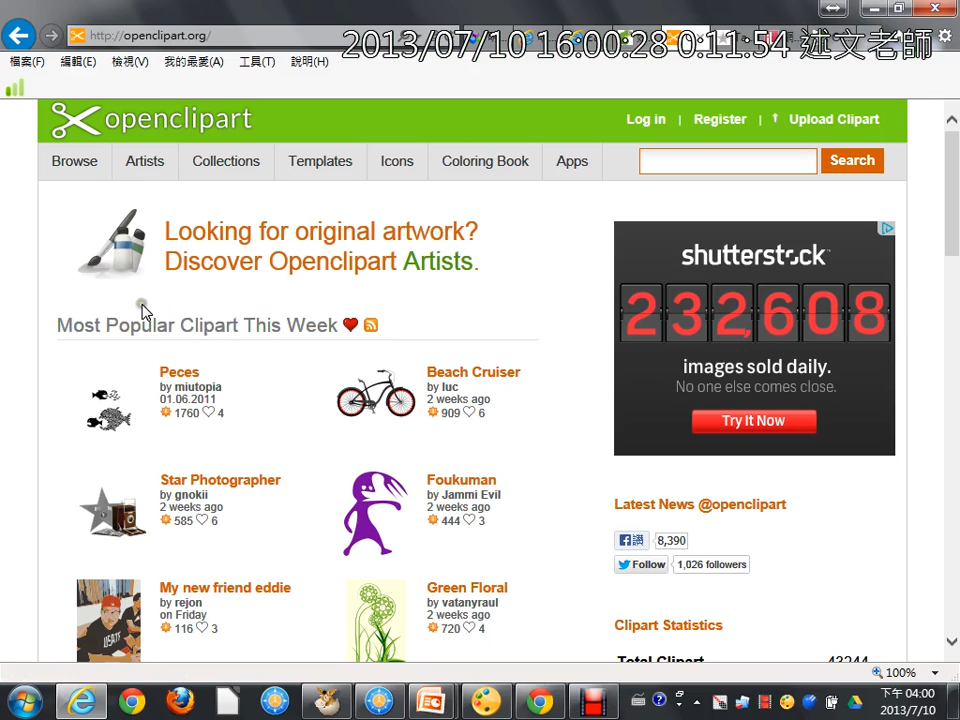 http://openclipart.org/
2013/07/10 16:00:28 0:11:54 述文老師
檔案(F) 編輯(E) 檢視(V) 我的最愛(A) 工具(T) 說明(H)
openclipart
Log in | Register | Upload Clipart
Browse Artists Collections Templates Icons Coloring Book Apps Search
Looking for original artwork?
Discover Openclipart Artists.
shutterstock
232,608
images sold daily.
No one else comes close.
Try It Now
Most Popular Clipart This Week
Peces
by miutopia
01.06.2011
1760 4
Beach Cruiser
by luc
2 weeks ago
909 6
Star Photographer
by gnokii
2 weeks ago
585 6
Foukuman
by Jammi Evil
2 weeks ago
444 3
My new friend eddie
by rejon
on Friday
116 3
Green Floral
by vatanyraul
2 weeks ago
720 4
Latest News @openclipart
讚 8,390
Follow 1,026 followers
Clipart Statistics
Total Clipart 43244
100%
下午 04:00
2013/7/10